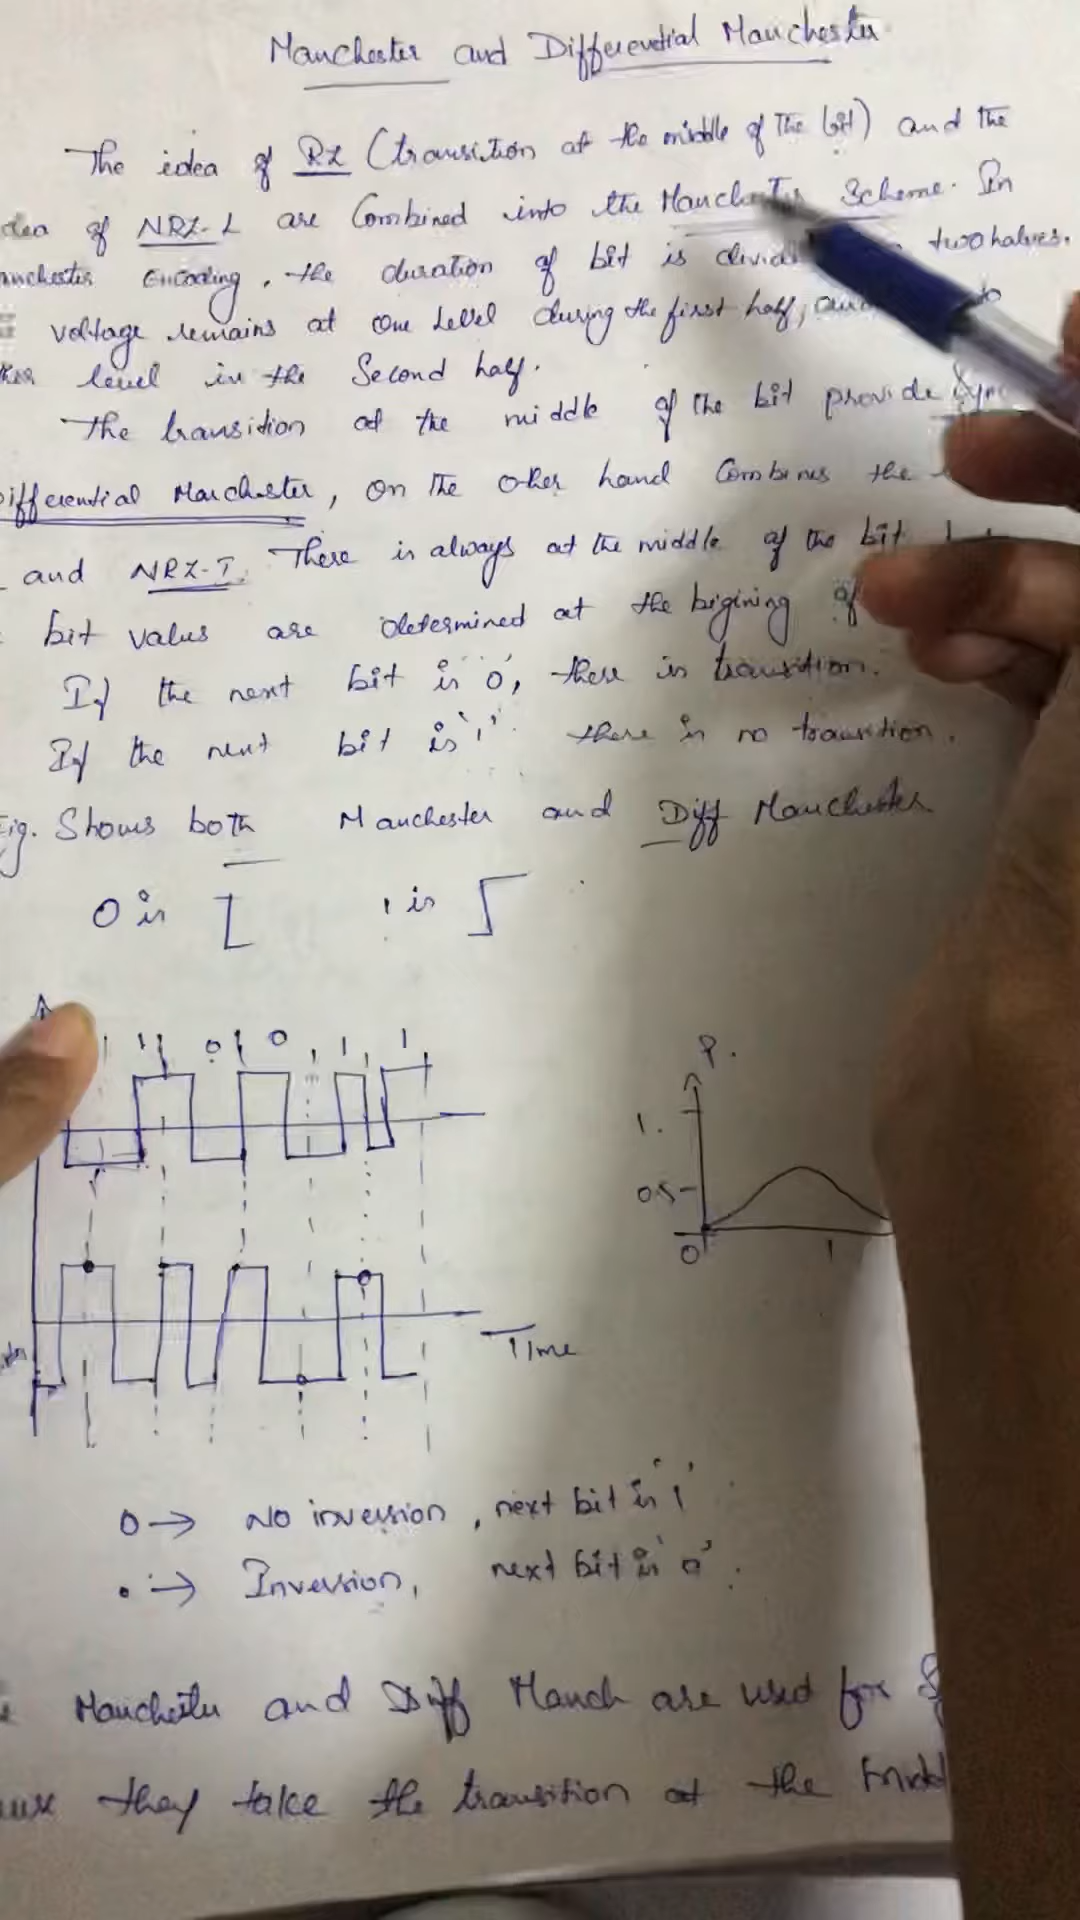 Manchester and Differential Manchester
The idea of RZ (transition at the middle of the bit) and the
idea of NRZ-L are Combined into the Manchester Scheme. In
Manchester Encoding, the duration of bit is two halves.
voltage remains at one level during the first half,
level in the Second half.
The transition at the middle of the bit provide
Differential Manchester, on the other hand Combines the
and NRZ-I. There is always at the middle of the bit
bit values are determined at the bigining of
If the next bit is '0', there is transition.
If the next bit is '1' there is no transition.
Fig. Shows both Manchester and Diff Manchester
0 is 1 is
1 0 0 1 1
P.
1.
0.5
0 1
Time
0 → No inversion, next bit is '1'
• → Inversion, next bit is '0'.
Manchester and Diff Manch are used for
they take the transition at the